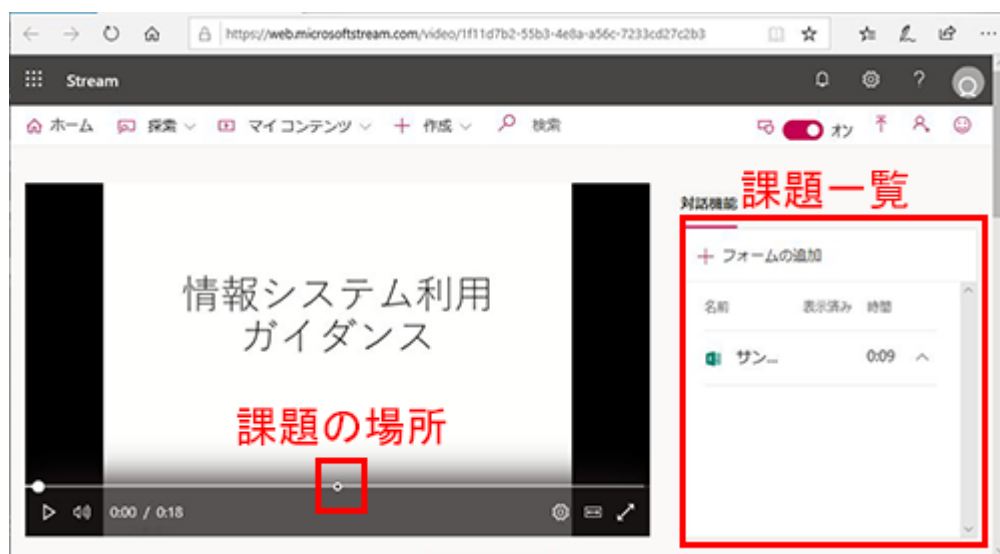 https://web.microsoftstream.com/video/1f11d7b2-55b3-4e8a-a56c-7233cd27c2b3
Stream
?
ホーム 探索 マイ コンテンツ 作成 検索 オン
対話機能 課題一覧
フォームの追加
名前 表示済み 時間
サン... 0:09
情報システム利用
ガイダンス
課題の場所
0:00 / 0:18